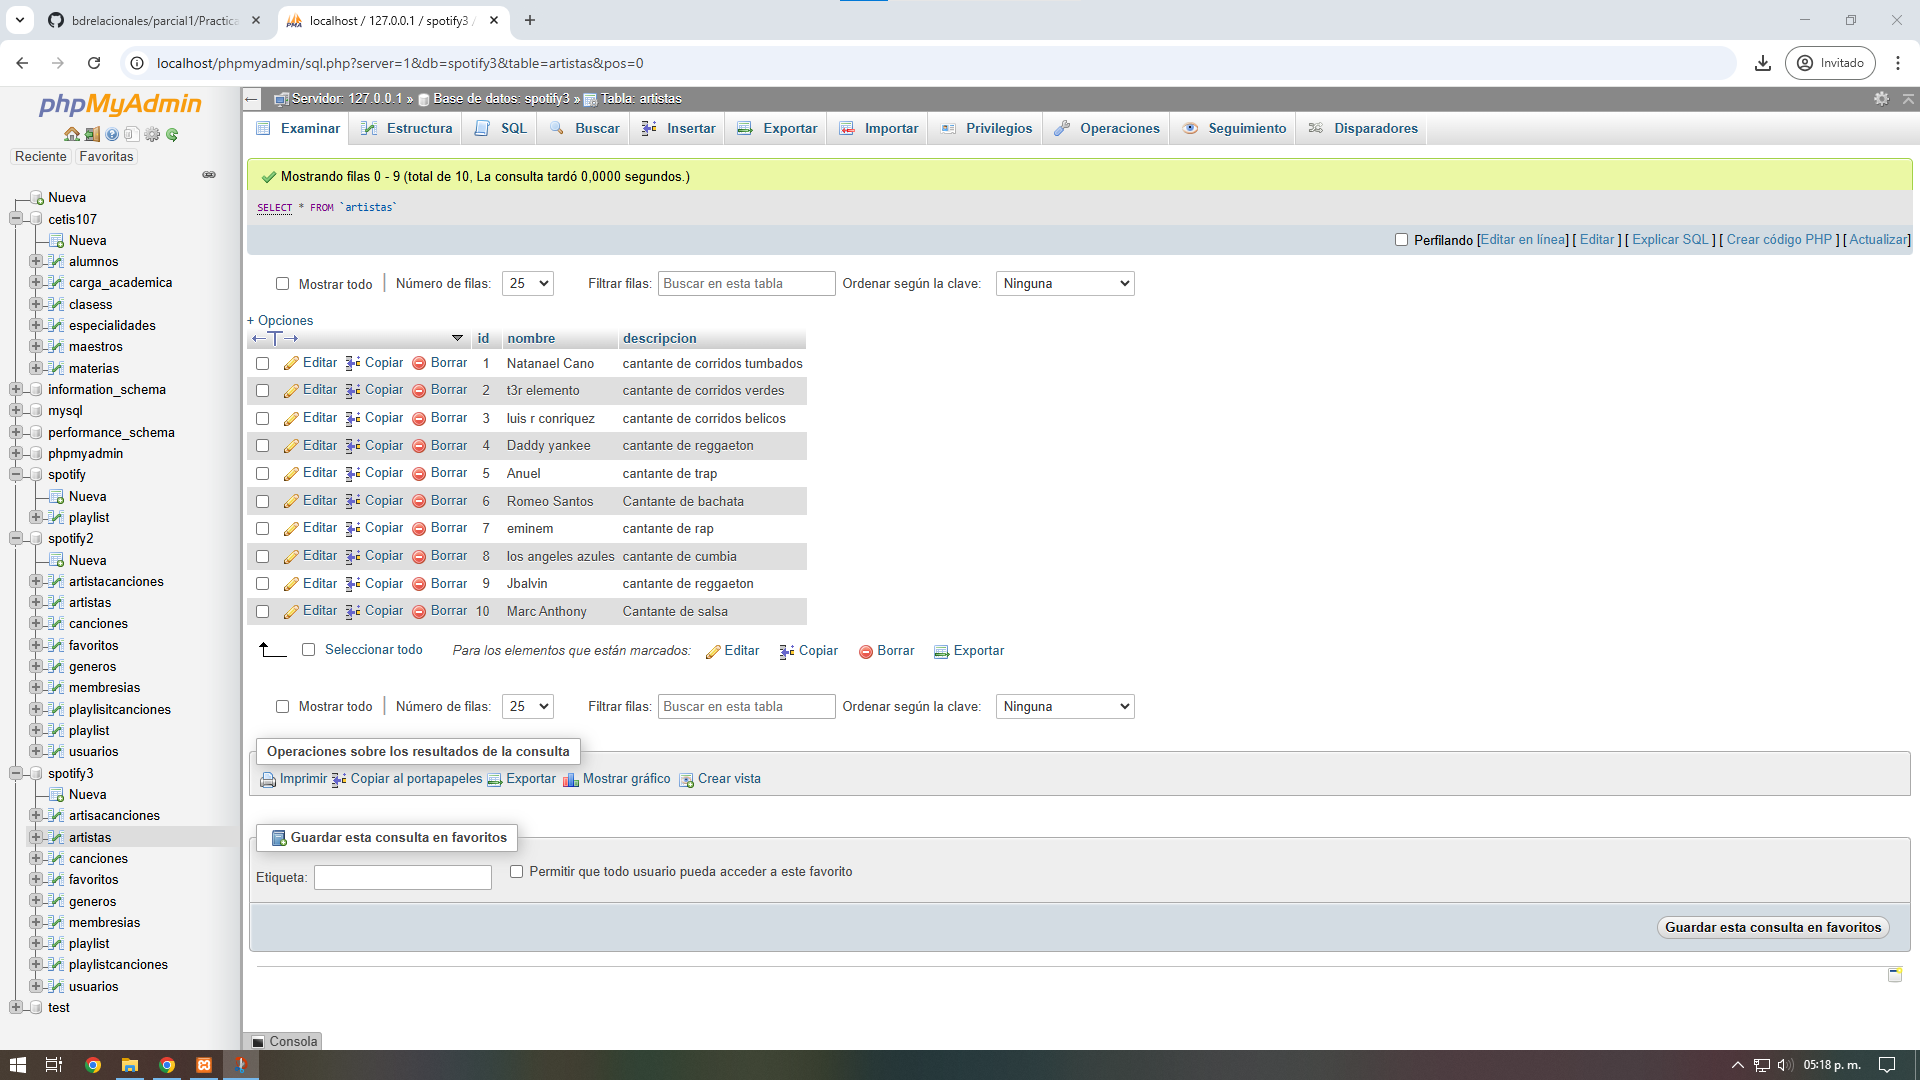 bdrelacionales/parcial1/Practica
localhost / 127.0.0.1 / spotify3
localhost/phpmyadmin/sql.php?server=1&db=spotify3&table=artistas&pos=0
Invitado
phpMyAdmin
Reciente Favoritas
Nueva
cetis107
Nueva
alumnos
carga_academica
clasess
especialidades
maestros
materias
information_schema
mysql
performance_schema
phpmyadmin
spotify
Nueva
playlist
spotify2
Nueva
artistacanciones
artistas
canciones
favoritos
generos
membresias
playlisitcanciones
playlist
usuarios
spotify3
Nueva
artisacanciones
artistas
canciones
favoritos
generos
membresias
playlist
playlistcanciones
usuarios
test
Servidor: 127.0.0.1 » Base de datos: spotify3 » Tabla: artistas
Examinar Estructura SQL Buscar Insertar Exportar Importar Privilegios Operaciones Seguimiento Disparadores
Mostrando filas 0 - 9 (total de 10, La consulta tardó 0,0000 segundos.)
SELECT * FROM `artistas`
Perfilando [Editar en línea] [ Editar ] [ Explicar SQL ] [ Crear código PHP ] [ Actualizar]
Mostrar todo Número de filas: 25 Filtrar filas: Buscar en esta tabla Ordenar según la clave: Ninguna
+ Opciones
id nombre descripcion
Editar Copiar Borrar 1 Natanael Cano cantante de corridos tumbados
Editar Copiar Borrar 2 t3r elemento cantante de corridos verdes
Editar Copiar Borrar 3 luis r conriquez cantante de corridos belicos
Editar Copiar Borrar 4 Daddy yankee cantante de reggaeton
Editar Copiar Borrar 5 Anuel cantante de trap
Editar Copiar Borrar 6 Romeo Santos Cantante de bachata
Editar Copiar Borrar 7 eminem cantante de rap
Editar Copiar Borrar 8 los angeles azules cantante de cumbia
Editar Copiar Borrar 9 Jbalvin cantante de reggaeton
Editar Copiar Borrar 10 Marc Anthony Cantante de salsa
Seleccionar todo Para los elementos que están marcados: Editar Copiar Borrar Exportar
Mostrar todo Número de filas: 25 Filtrar filas: Buscar en esta tabla Ordenar según la clave: Ninguna
Operaciones sobre los resultados de la consulta
Imprimir Copiar al portapapeles Exportar Mostrar gráfico Crear vista
Guardar esta consulta en favoritos
Etiqueta: Permitir que todo usuario pueda acceder a este favorito
Guardar esta consulta en favoritos
Consola
05:18 p. m.